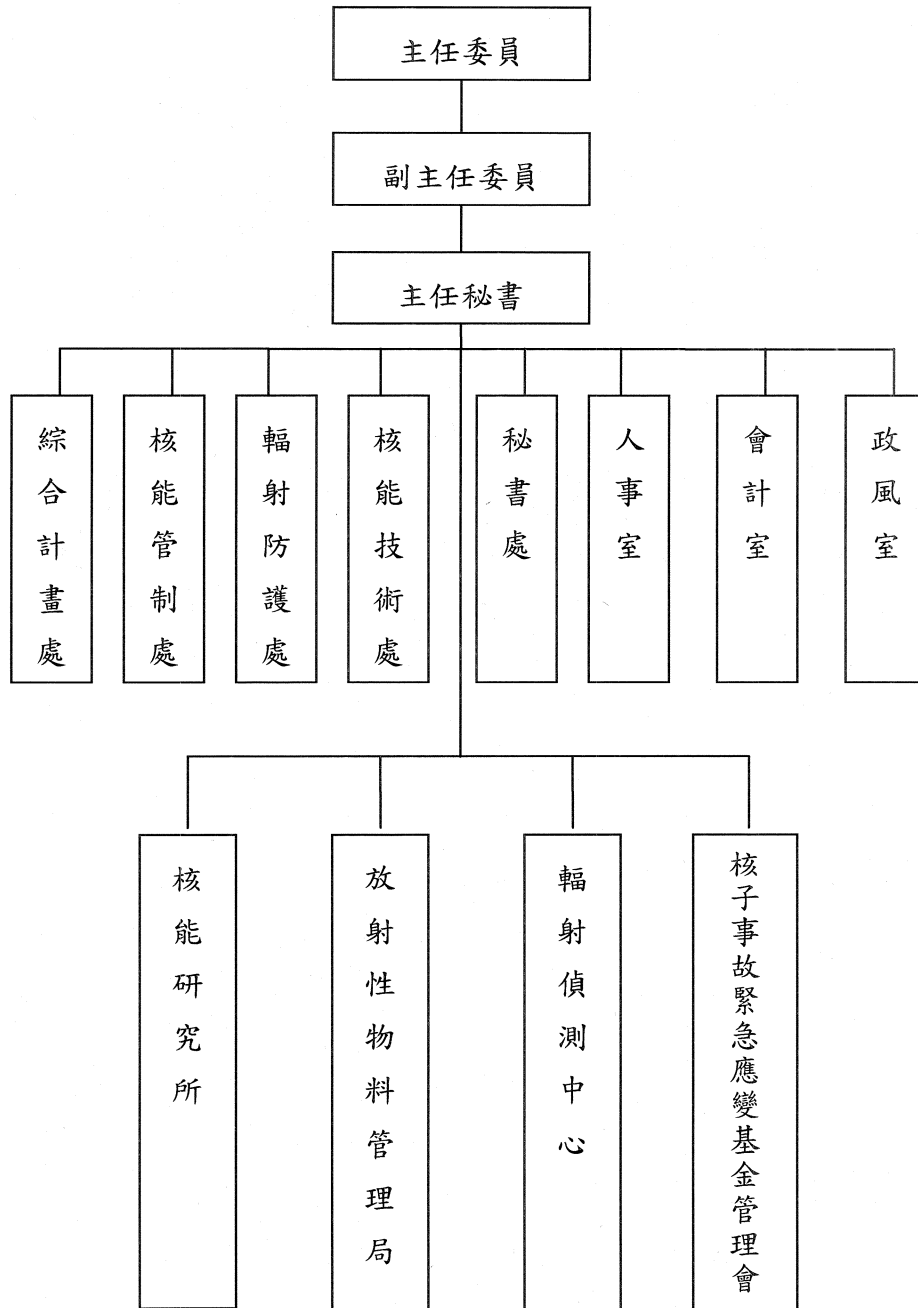 主任委員
副主任委員
主任秘書
綜合計畫處
核能管制處
輻射防護處
核能技術處
秘書處
人事室
會計室
政風室
核能研究所
放射性物料管理局
輻射偵測中心
核子事故緊急應變基金管理會